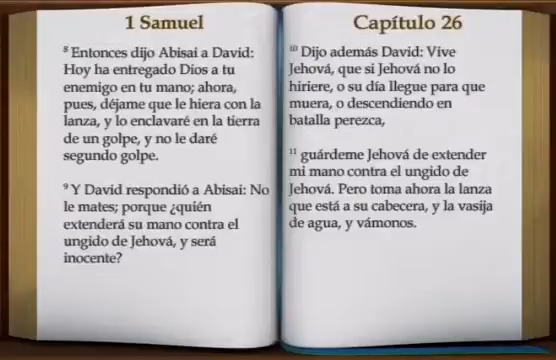 1 Samuel
⁸ Entonces dijo Abisai a David:
Hoy ha entregado Dios a tu
enemigo en tu mano; ahora,
pues, déjame que le hiera con la
lanza, y lo enclavaré en la tierra
de un golpe, y no le daré
segundo golpe.
⁹ Y David respondió a Abisai: No
le mates; porque ¿quién
extenderá su mano contra el
ungido de Jehová, y será
inocente?
Capítulo 26
¹⁰ Dijo además David: Vive
Jehová, que si Jehová no lo
hiriere, o su día llegue para que
muera, o descendiendo en
batalla perezca,
¹¹ guárdeme Jehová de extender
mi mano contra el ungido de
Jehová. Pero toma ahora la lanza
que está a su cabecera, y la vasija
de agua, y vámonos.